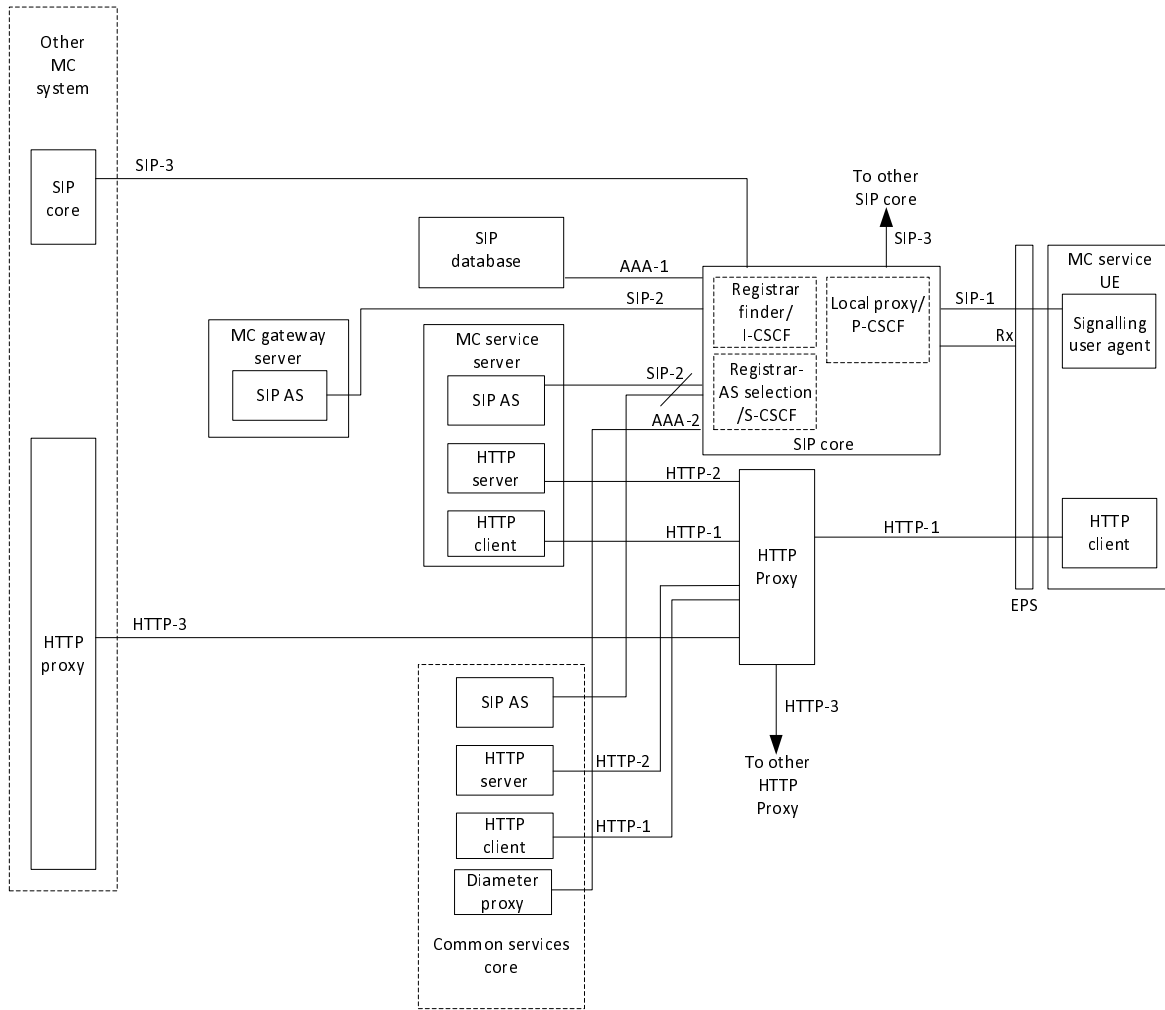 Other
MC
system
SIP-3
SIP
core
To other
SIP core
SIP
database
SIP-3
AAA-1
MC service
UE
SIP-2
Registrar
finder/
I-CSCF
Local proxy/
P-CSCF
SIP-1
Signalling
user agent
MC gateway
server
SIP AS
MC service
server
Rx
SIP AS
SIP-2
Registrar-
AS selection
/S-CSCF
AAA-2
SIP core
HTTP
server
HTTP-2
HTTP
client
HTTP-1
HTTP
Proxy
HTTP-1
HTTP
client
EPS
HTTP
proxy
HTTP-3
SIP AS
HTTP-3
HTTP
server
HTTP-2
To other
HTTP
Proxy
HTTP
client
HTTP-1
Diameter
proxy
Common services
core